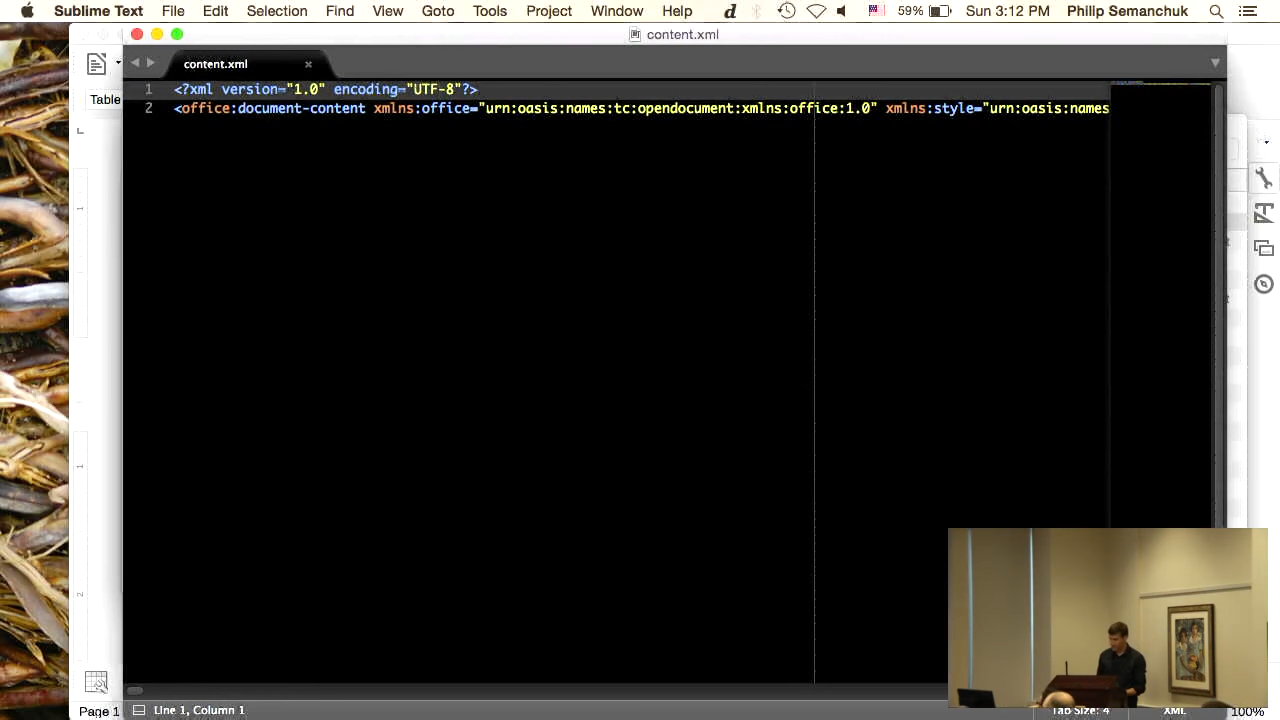 Sublime Text File Edit Selection Find View Goto Tools Project Window Help 59% Sun 3:12 PM Philip Semanchuk
content.xml
content.xml
Table
1 <?xml version="1.0" encoding="UTF-8"?>
2 <office:document-content xmlns:office="urn:oasis:names:tc:opendocument:xmlns:office:1.0" xmlns:style="urn:oasis:names
1
1
2
Page 1
Line 1, Column 1
Tab Size: 4
XML
100%